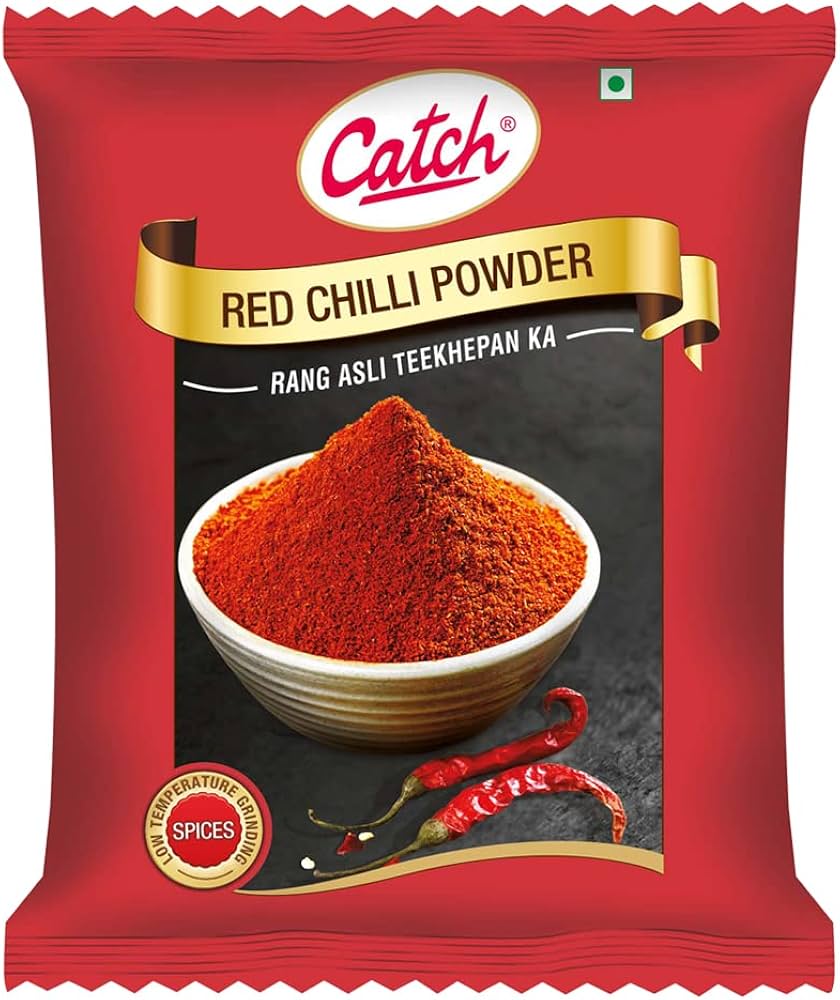 Catch®
RED CHILLI POWDER
RANG ASLI TEEKHEPAN KA
LOW TEMPERATURE GRINDING
SPICES